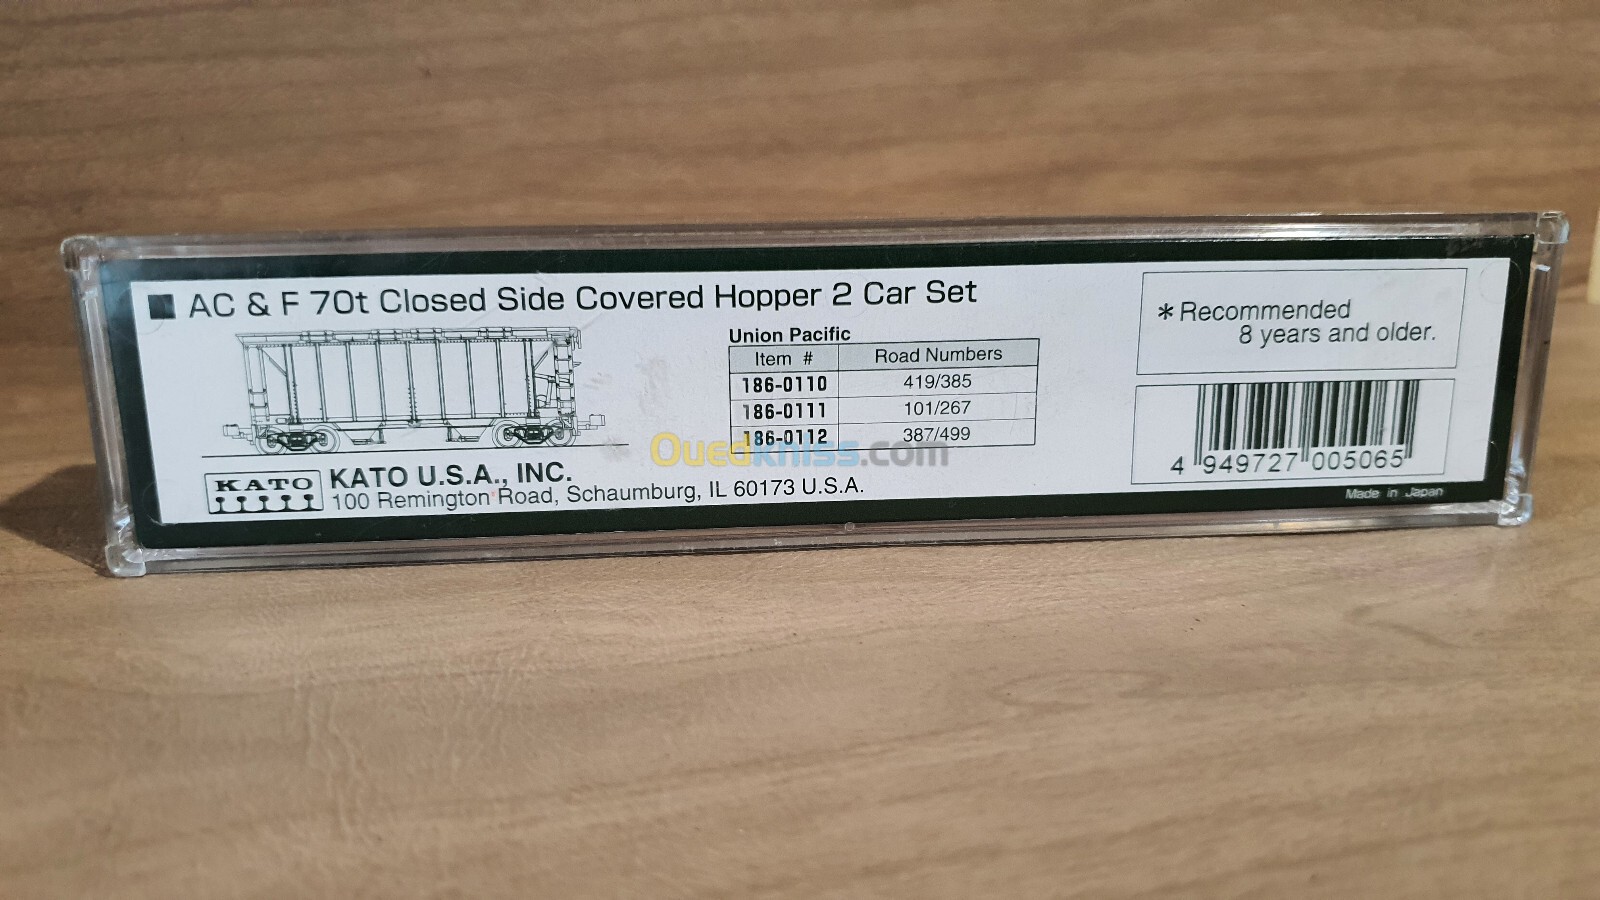 ■ AC & F 70t Closed Side Covered Hopper 2 Car Set
Union Pacific
Item # Road Numbers
186-0110 419/385
186-0111 101/267
186-0112 387/499
* Recommended
8 years and older.
4 949727 005065
Made in Japan
KATO
KATO U.S.A., INC.
100 Remington Road, Schaumburg, IL 60173 U.S.A.
Ouedkniss.com